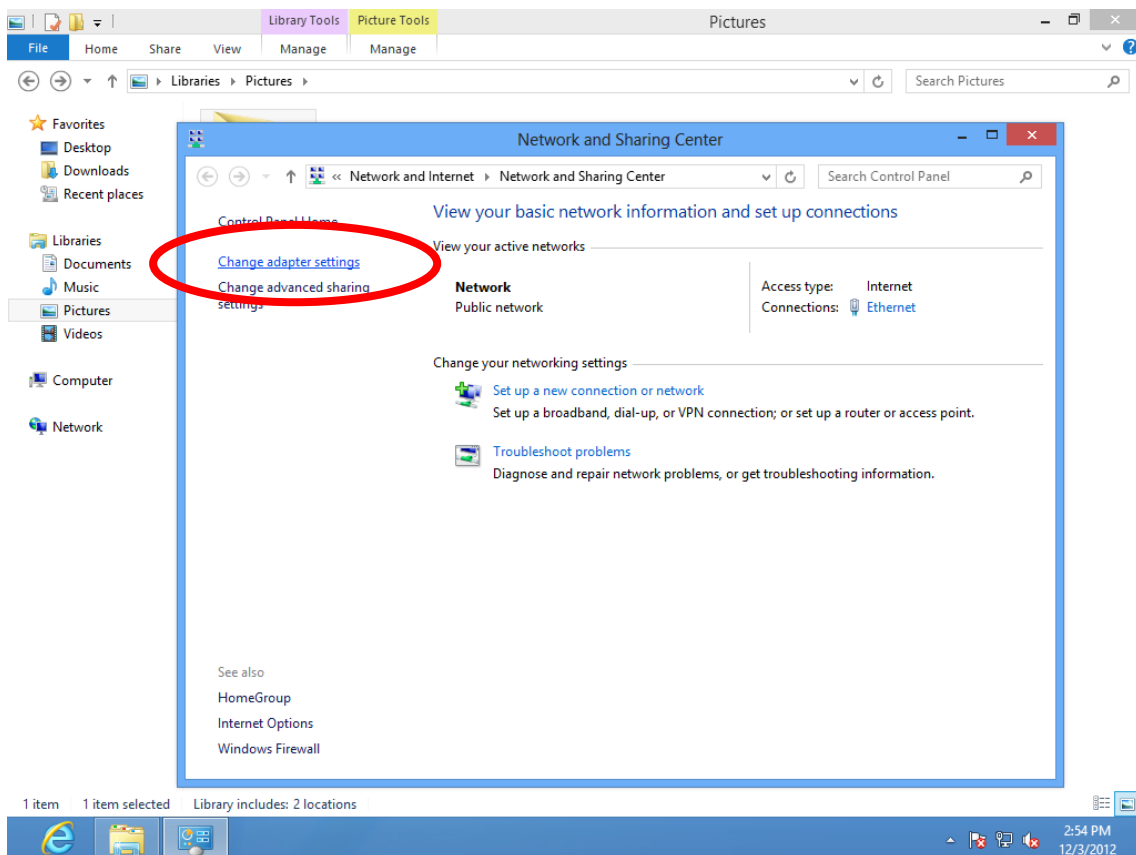 Library Tools
Picture Tools
Pictures
File
Home
Share
View
Manage
Manage
Libraries
Pictures
Search Pictures
Favorites
Desktop
Downloads
Recent places
Libraries
Documents
Music
Pictures
Videos
Computer
Network
Network and Sharing Center
« Network and Internet
Network and Sharing Center
Search Control Panel
Control Panel Home
Change adapter settings
Change advanced sharing
settings
View your basic network information and set up connections
View your active networks
Network
Public network
Access type: Internet
Connections: Ethernet
Change your networking settings
Set up a new connection or network
Set up a broadband, dial-up, or VPN connection; or set up a router or access point.
Troubleshoot problems
Diagnose and repair network problems, or get troubleshooting information.
See also
HomeGroup
Internet Options
Windows Firewall
1 item
1 item selected
Library includes: 2 locations
2:54 PM
12/3/2012